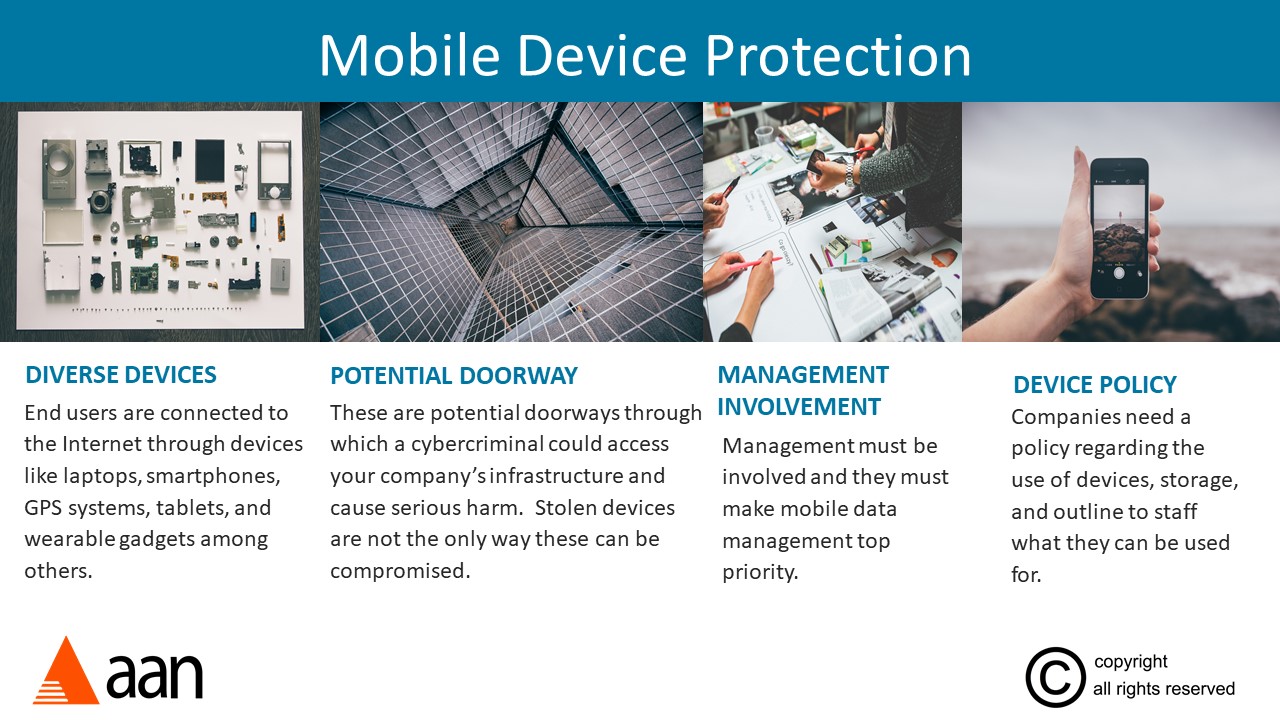 Mobile Device Protection
DIVERSE DEVICES
End users are connected to
the Internet through devices
like laptops, smartphones,
GPS systems, tablets, and
wearable gadgets among
others.
POTENTIAL DOORWAY
These are potential doorways through
which a cybercriminal could access
your company’s infrastructure and
cause serious harm.  Stolen devices
are not the only way these can be
compromised.
MANAGEMENT
INVOLVEMENT
Management must be
involved and they must
make mobile data
management top
priority.
DEVICE POLICY
Companies need a
policy regarding the
use of devices, storage,
and outline to staff
what they can be used
for.
aan
©
copyright
all rights reserved